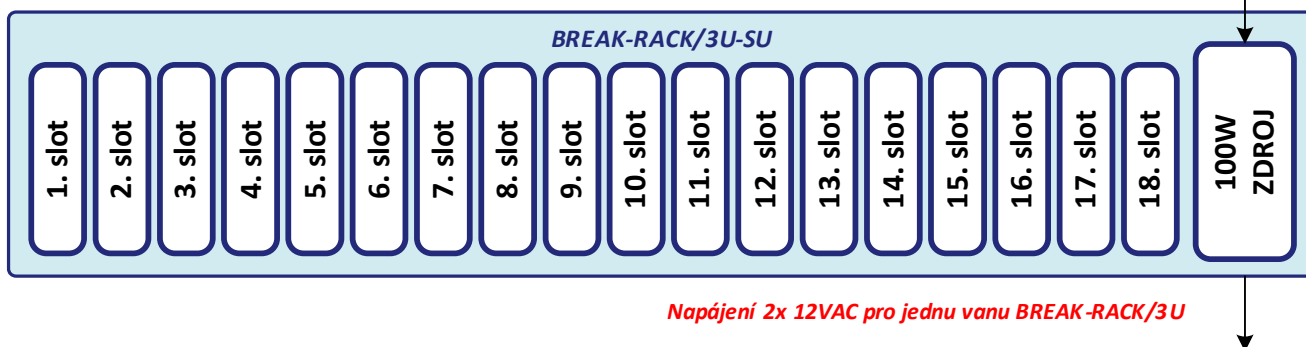 BREAK-RACK/3U-SU
1. slot
2. slot
3. slot
4. slot
5. slot
6. slot
7. slot
8. slot
9. slot
10. slot
11. slot
12. slot
13. slot
14. slot
15. slot
16. slot
17. slot
18. slot
100W
ZDROJ
Napájení 2x 12VAC pro jednu vanu BREAK-RACK/3U